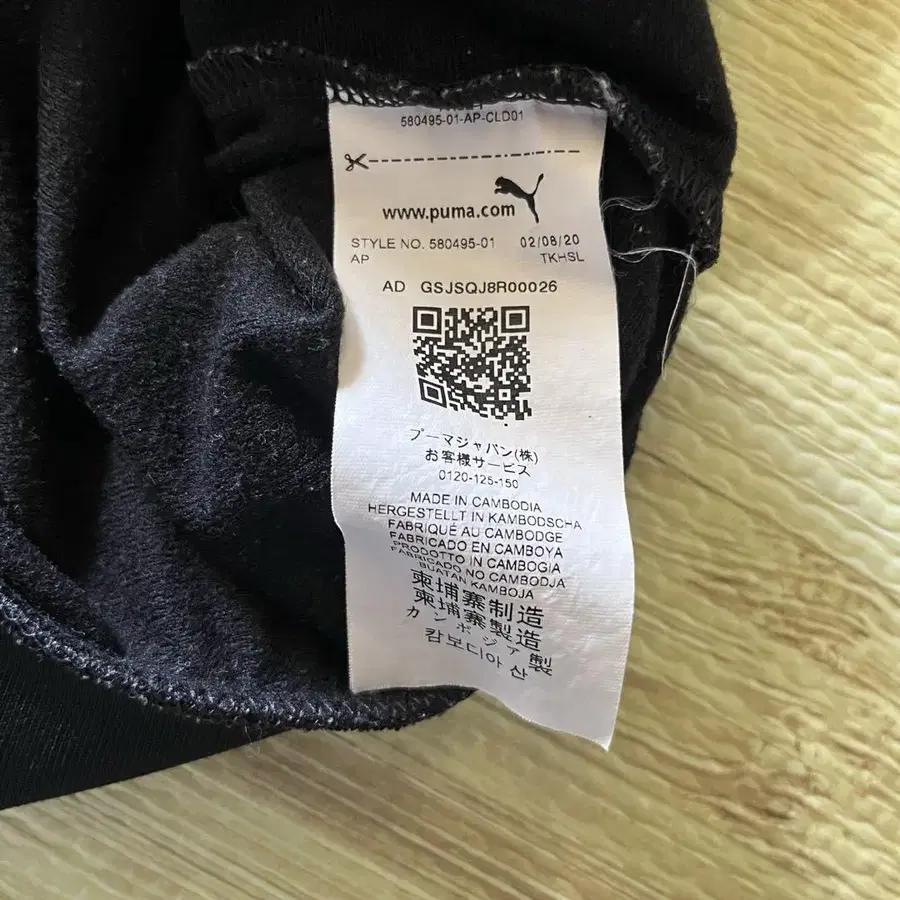 580495-01-AP-CLD01
www.puma.com
STYLE NO. 580495-01 02/08/20
AP TKHSL
AD GSJSQJ8R00026
プーマジャパン(株)
お客様サービス
0120-125-150
MADE IN CAMBODIA
HERGESTELLT IN KAMBODSCHA
FABRIQUÉ AU CAMBODGE
FABRICADO EN CAMBOYA
PRODOTTO IN CAMBOGIA
FABRICADO NO CAMBODJA
BUATAN KAMBOJA
柬埔寨制造
柬埔寨製造
カンボジア製
캄보디아 산